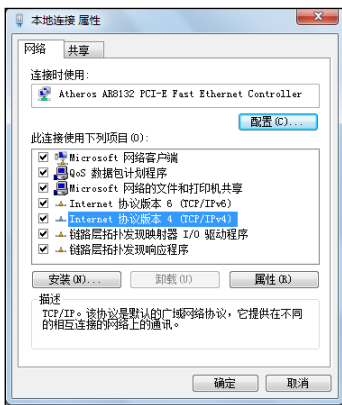 本地连接 属性
网络 共享
连接时使用:
Atheros AR8132 PCI-E Fast Ethernet Controller
配置(C)...
此连接使用下列项目(O):
Microsoft 网络客户端
QoS 数据包计划程序
Microsoft 网络的文件和打印机共享
Internet 协议版本 6 (TCP/IPv6)
Internet 协议版本 4 (TCP/IPv4)
链路层拓扑发现映射器 I/O 驱动程序
链路层拓扑发现响应程序
安装(N)... 卸载(U) 属性(R)
描述
TCP/IP。该协议是默认的广域网络协议，它提供在不同
的相互连接的网络上的通讯。
确定 取消